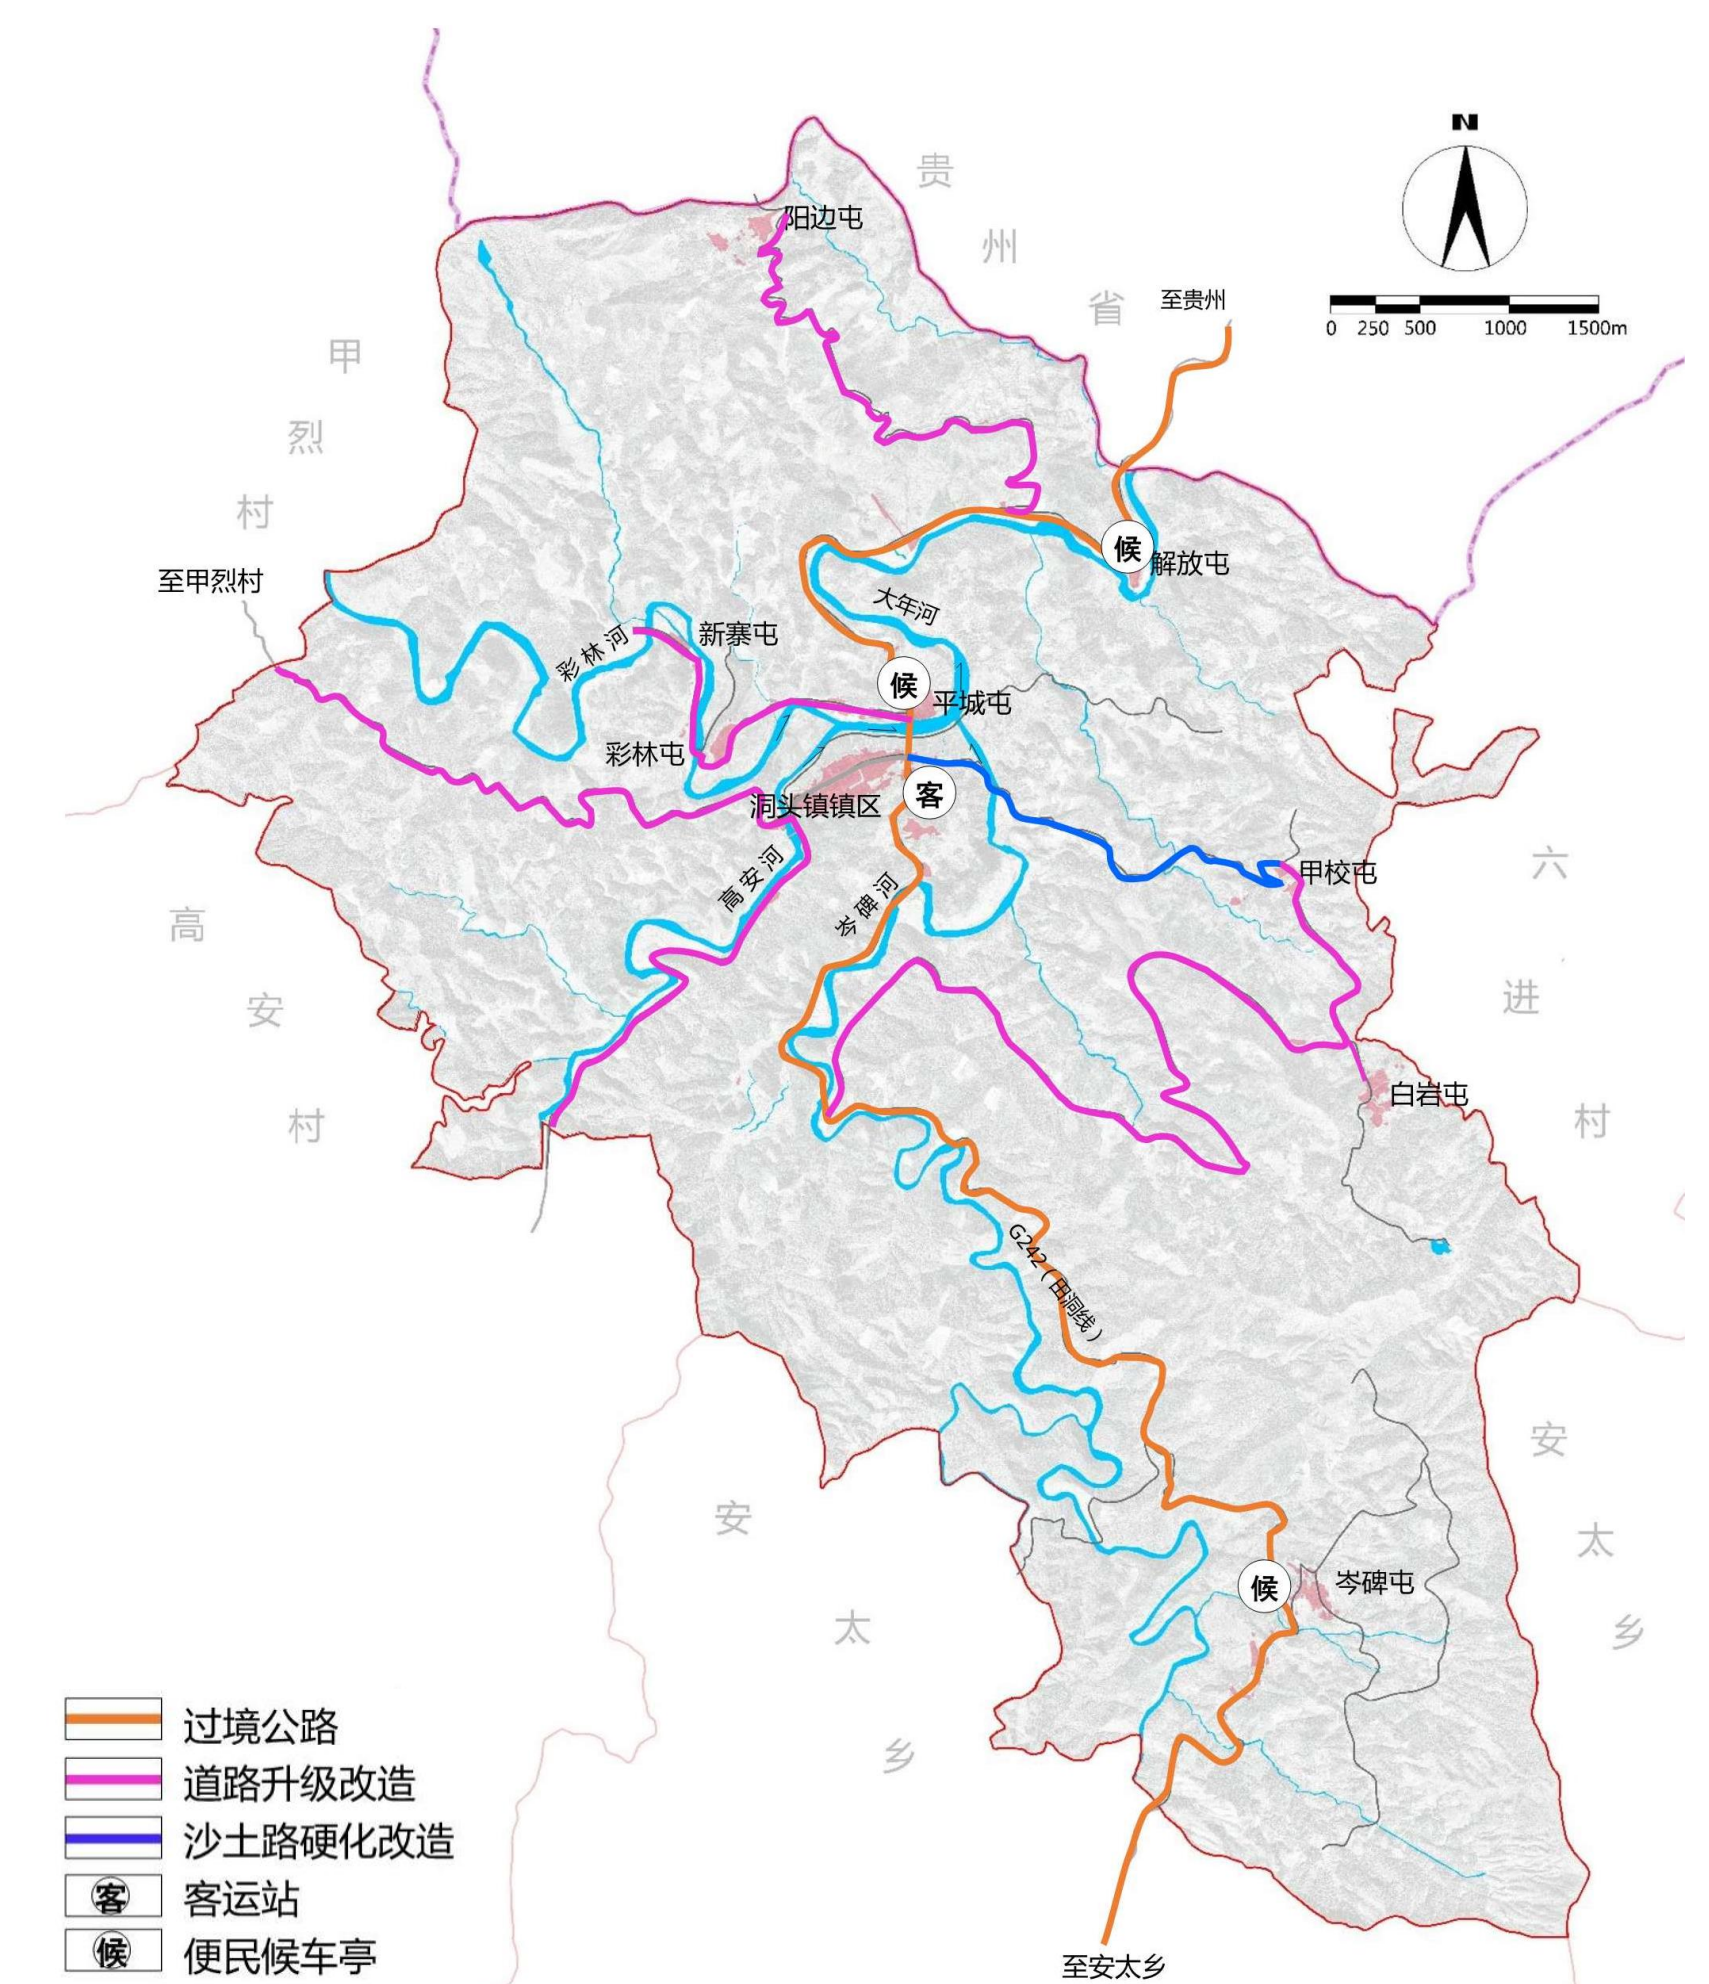 N
0 250 500 1000 1500m
贵
州
省
至贵州
阳边屯
甲
烈
村
至甲烈村
候
解放屯
大年河
新寨屯
彩林河
候
平城屯
彩林屯
客
洞头镇镇区
高安河
岑碑河
甲校屯
六
进
村
高
安
村
白岩屯
G242（田洞线）
安
太
乡
安
太
乡
候
岑碑屯
至安太乡
过境公路
道路升级改造
沙土路硬化改造
客 客运站
候 便民候车亭